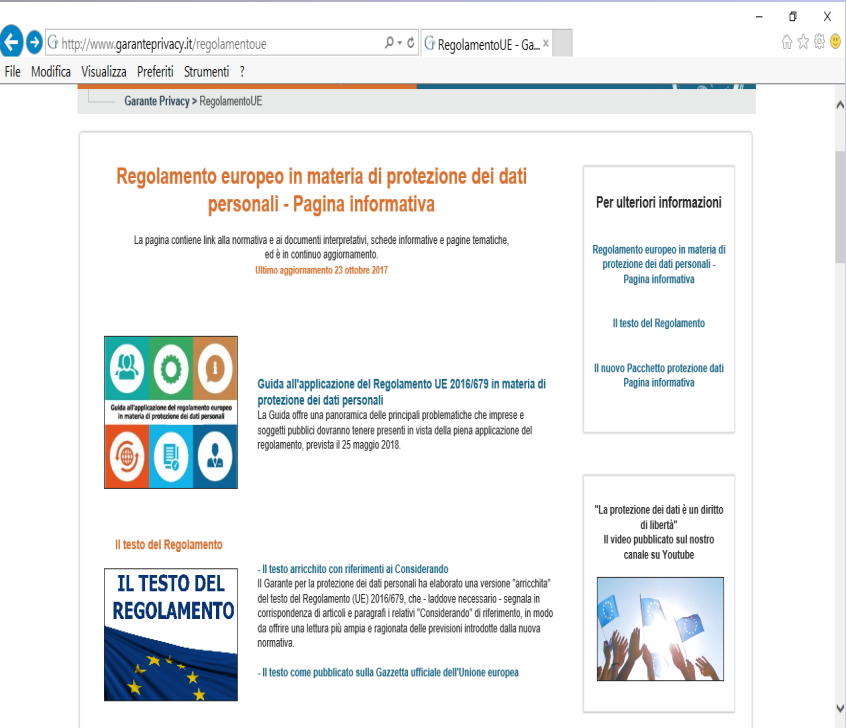 http://www.garanteprivacy.it/regolamentoue
RegolamentoUE - Ga...
File Modifica Visualizza Preferiti Strumenti ?
Garante Privacy > RegolamentoUE
Regolamento europeo in materia di protezione dei dati
personali - Pagina informativa
La pagina contiene link alla normativa e ai documenti interpretativi, schede informative e pagine tematiche,
ed è in continuo aggiornamento.
Ultimo aggiornamento 23 ottobre 2017
Guida all'applicazione del regolamento europeo
in materia di protezione dei dati personali
Guida all'applicazione del Regolamento UE 2016/679 in materia di
protezione dei dati personali
La Guida offre una panoramica delle principali problematiche che imprese e
soggetti pubblici dovranno tenere presenti in vista della piena applicazione del
regolamento, prevista il 25 maggio 2018.
Il testo del Regolamento
IL TESTO DEL
REGOLAMENTO
- Il testo arricchito con riferimenti ai Considerando
Il Garante per la protezione dei dati personali ha elaborato una versione "arricchita"
del testo del Regolamento (UE) 2016/679, che - laddove necessario - segnala in
corrispondenza di articoli e paragrafi i relativi "Considerando" di riferimento, in modo
da offrire una lettura più ampia e ragionata delle previsioni introdotte dalla nuova
normativa.
- Il testo come pubblicato sulla Gazzetta ufficiale dell'Unione europea
Per ulteriori informazioni
Regolamento europeo in materia di
protezione dei dati personali -
Pagina informativa
Il testo del Regolamento
Il nuovo Pacchetto protezione dati
Pagina informativa
"La protezione dei dati è un diritto
di libertà"
Il video pubblicato sul nostro
canale su Youtube